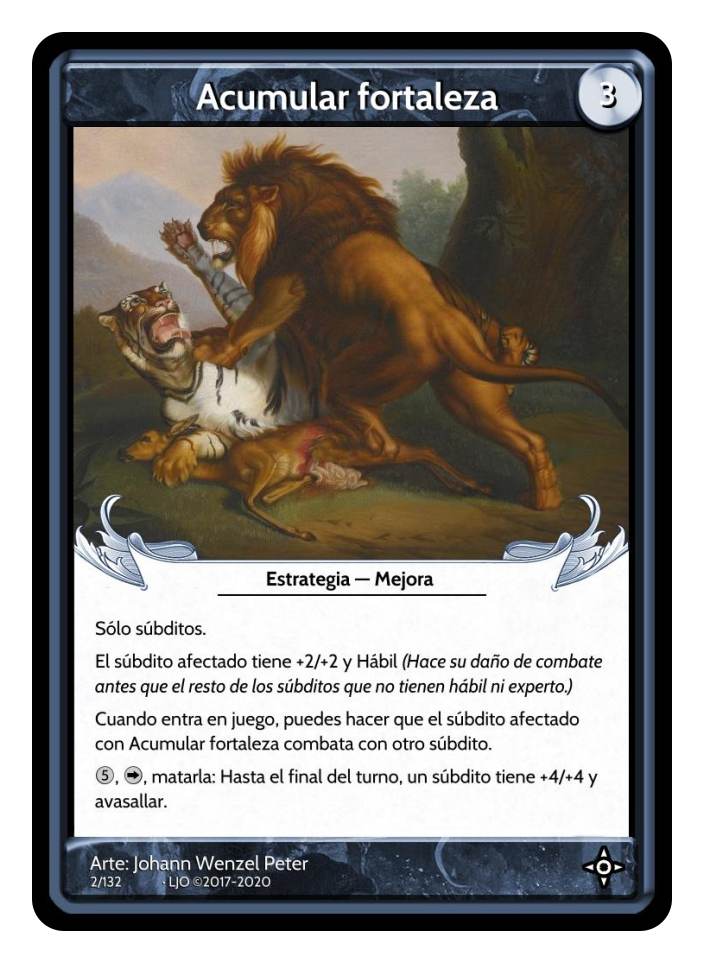 Acumular fortaleza
3
Estrategia — Mejora
Sólo súbditos.
El súbdito afectado tiene +2/+2 y Hábil (Hace su daño de combate
antes que el resto de los súbditos que no tienen hábil ni experto.)
Cuando entra en juego, puedes hacer que el súbdito afectado
con Acumular fortaleza combata con otro súbdito.
5, ➡, matarla: Hasta el final del turno, un súbdito tiene +4/+4 y
avasallar.
Arte: Johann Wenzel Peter
2/132 · LJO ©2017-2020